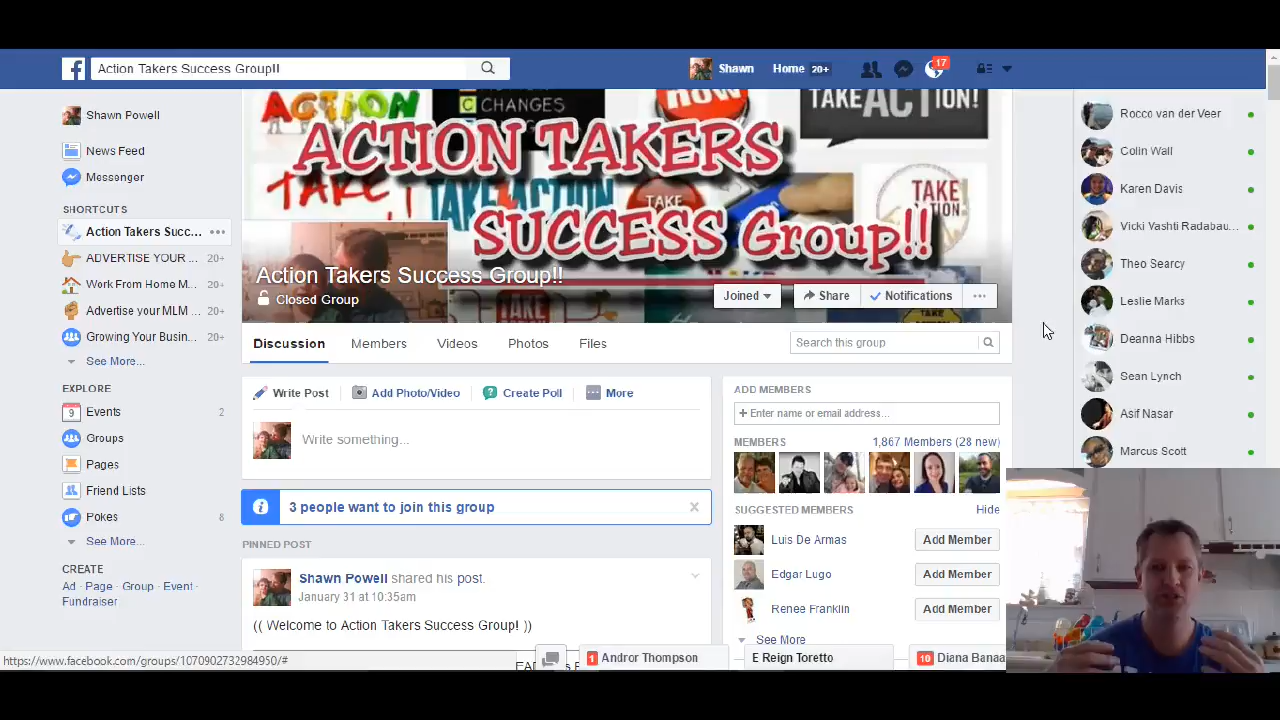 Action Takers Success Group!!
Shawn
Home 20+
17
Shawn Powell
News Feed
Messenger
SHORTCUTS
Action Takers Succ...
ADVERTISE YOUR ... 20+
Work From Home M... 20+
Advertise your MLM ... 20+
Growing Your Busin... 20+
See More...
EXPLORE
Events 2
Groups
Pages
Friend Lists
Pokes 8
See More...
CREATE
Ad · Page · Group · Event ·
Fundraiser
ACTION
CHANGES
NOW
TAKE ACTION!
ACTION TAKERS
SUCCESS Group!!
TAKE
ACTION
Action Takers Success Group!!
Closed Group
Joined
Share
Notifications
Discussion
Members
Videos
Photos
Files
Search this group
Write Post
Add Photo/Video
Create Poll
More
Write something...
3 people want to join this group
PINNED POST
Shawn Powell shared his post.
January 31 at 10:35am
(( Welcome to Action Takers Success Group! ))
ADD MEMBERS
+ Enter name or email address...
MEMBERS
1,867 Members (28 new)
SUGGESTED MEMBERS
Hide
Luis De Armas
Add Member
Edgar Lugo
Add Member
Renee Franklin
Add Member
See More
Rocco van der Veer
Colin Wall
Karen Davis
Vicki Vashti Radabau...
Theo Searcy
Leslie Marks
Deanna Hibbs
Sean Lynch
Asif Nasar
Marcus Scott
https://www.facebook.com/groups/1070902732984950/#
1 Andror Thompson
E Reign Toretto
10 Diana Banaa